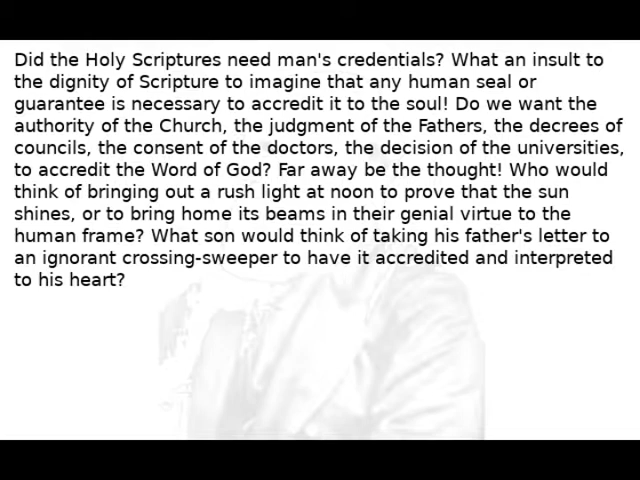 Did the Holy Scriptures need man's credentials? What an insult to
the dignity of Scripture to imagine that any human seal or
guarantee is necessary to accredit it to the soul! Do we want the
authority of the Church, the judgment of the Fathers, the decrees of
councils, the consent of the doctors, the decision of the universities,
to accredit the Word of God? Far away be the thought! Who would
think of bringing out a rush light at noon to prove that the sun
shines, or to bring home its beams in their genial virtue to the
human frame? What son would think of taking his father's letter to
an ignorant crossing-sweeper to have it accredited and interpreted
to his heart?